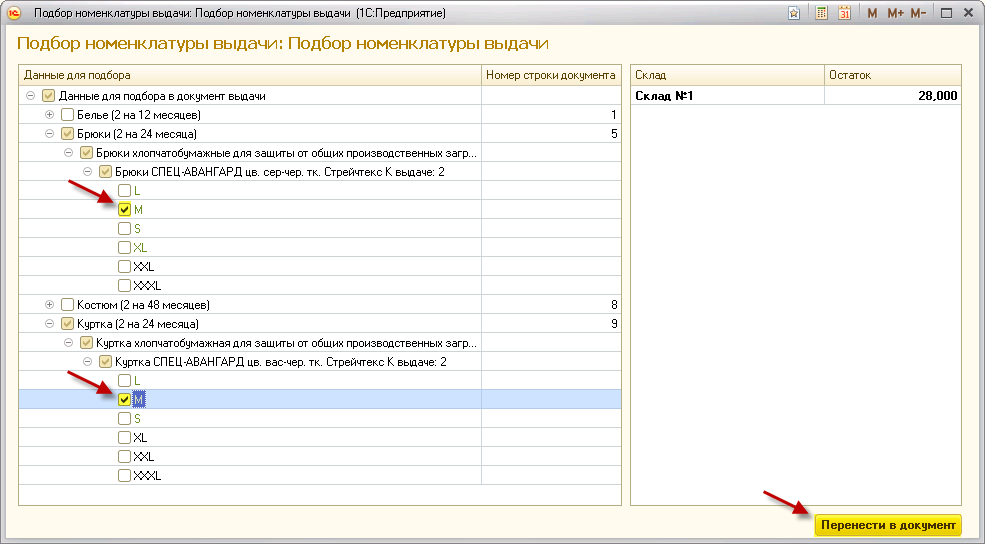 Подбор номенклатуры выдачи: Подбор номенклатуры выдачи (1С:Предприятие)
M M+ M-
Подбор номенклатуры выдачи: Подбор номенклатуры выдачи
Данные для подбора Номер строки документа
Склад Остаток
Данные для подбора в документ выдачи
Склад №1 28,000
Белье (2 на 12 месяцев) 1
Брюки (2 на 24 месяца) 5
Брюки хлопчатобумажные для защиты от общих производственных загр...
Брюки СПЕЦ-АВАНГАРД цв. сер-чер. тк. Стрейчтекс К выдаче: 2
L
M
S
XL
XXL
XXXL
Костюм (2 на 48 месяцев) 8
Куртка (2 на 24 месяца) 9
Куртка хлопчатобумажная для защиты от общих производственных загр...
Куртка СПЕЦ-АВАНГАРД цв. вас-чер. тк. Стрейчтекс К выдаче: 2
L
M
S
XL
XXL
XXXL
Перенести в документ